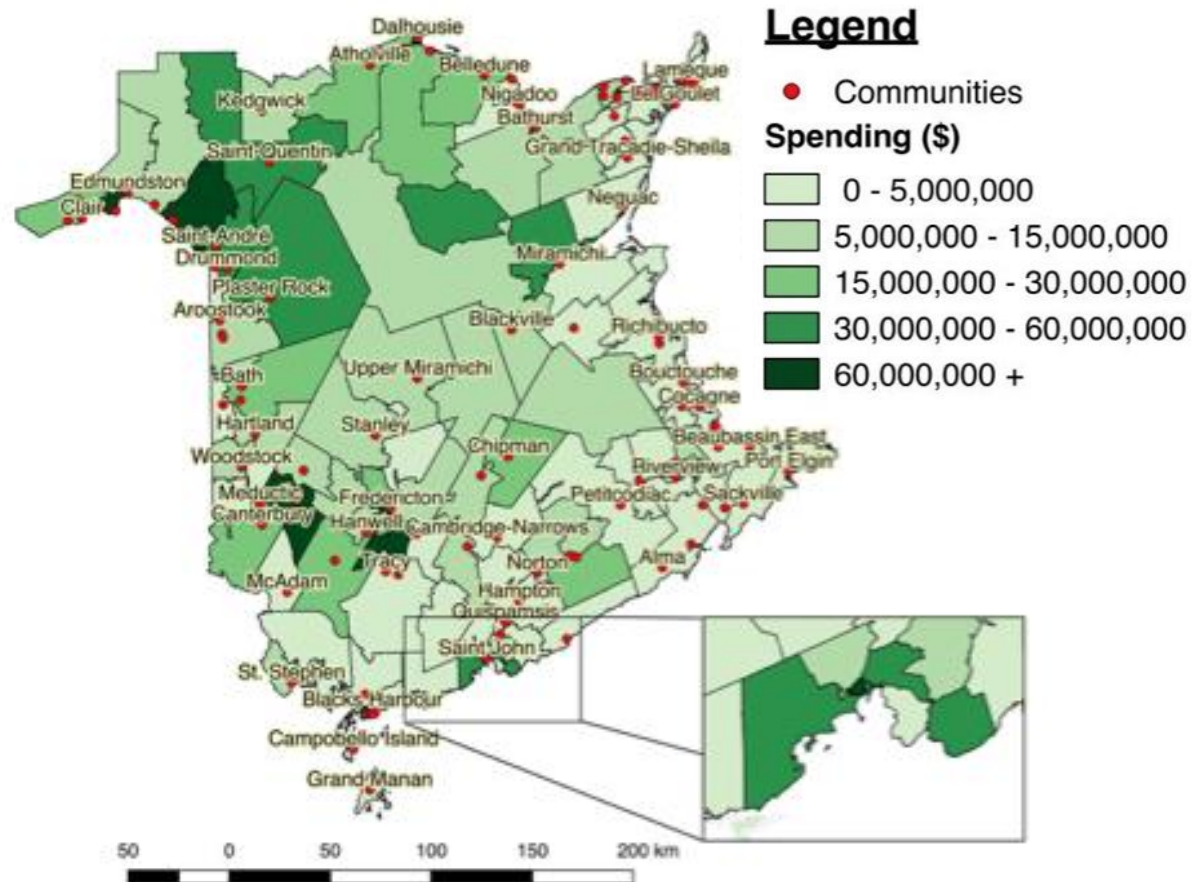 Legend
Communities
Spending ($)
0 - 5,000,000
5,000,000 - 15,000,000
15,000,000 - 30,000,000
30,000,000 - 60,000,000
60,000,000 +
Dalhousie
Atholville
Belledune
Lamèque
Kedgwick
Nigadoo
Le Goulet
Bathurst
Saint-Quentin
Grand-Tracadie-Sheila
Edmundston
Neguac
Clair
Saint-André
Drummond
Miramichi
Plaster Rock
Aroostook
Blackville
Richibucto
Bath
Upper Miramichi
Bouctouche
Cocagne
Hartland
Stanley
Chipman
Beaubassin East
Woodstock
Riverview
Port Elgin
Meductic
Fredericton
Petitcodiac
Sackville
Canterbury
Hanwell
Cambridge-Narrows
Tracy
Norton
Alma
McAdam
Hampton
Quispamsis
Saint John
St. Stephen
Blacks Harbour
Campobello Island
Grand Manan
50 0 50 100 150 200 km